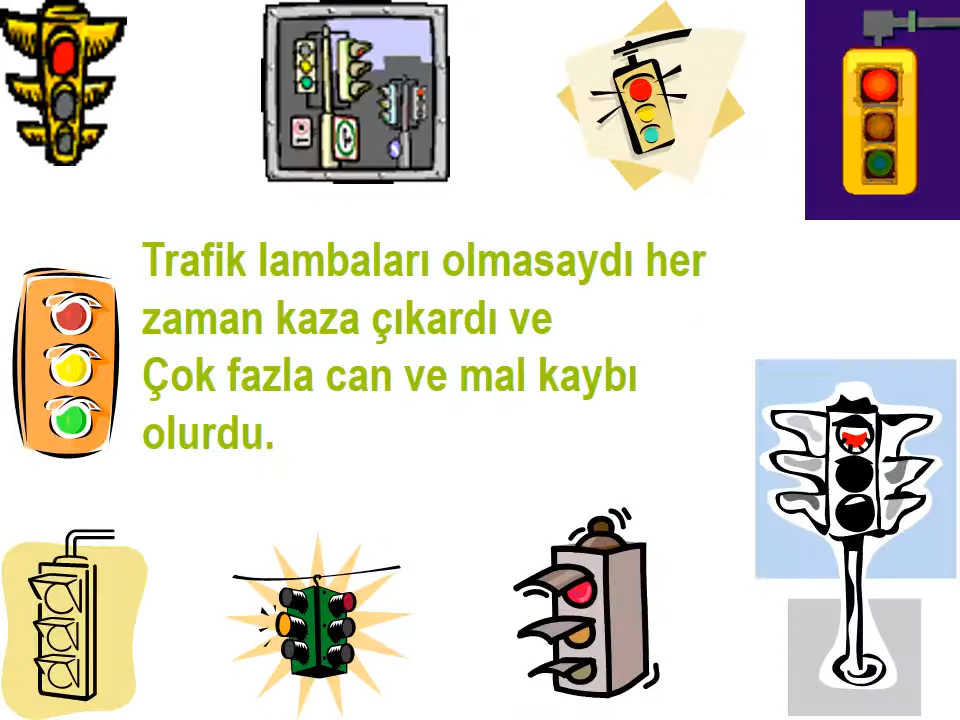 Trafik lambaları olmasaydı her
zaman kaza çıkardı ve
Çok fazla can ve mal kaybı
olurdu.